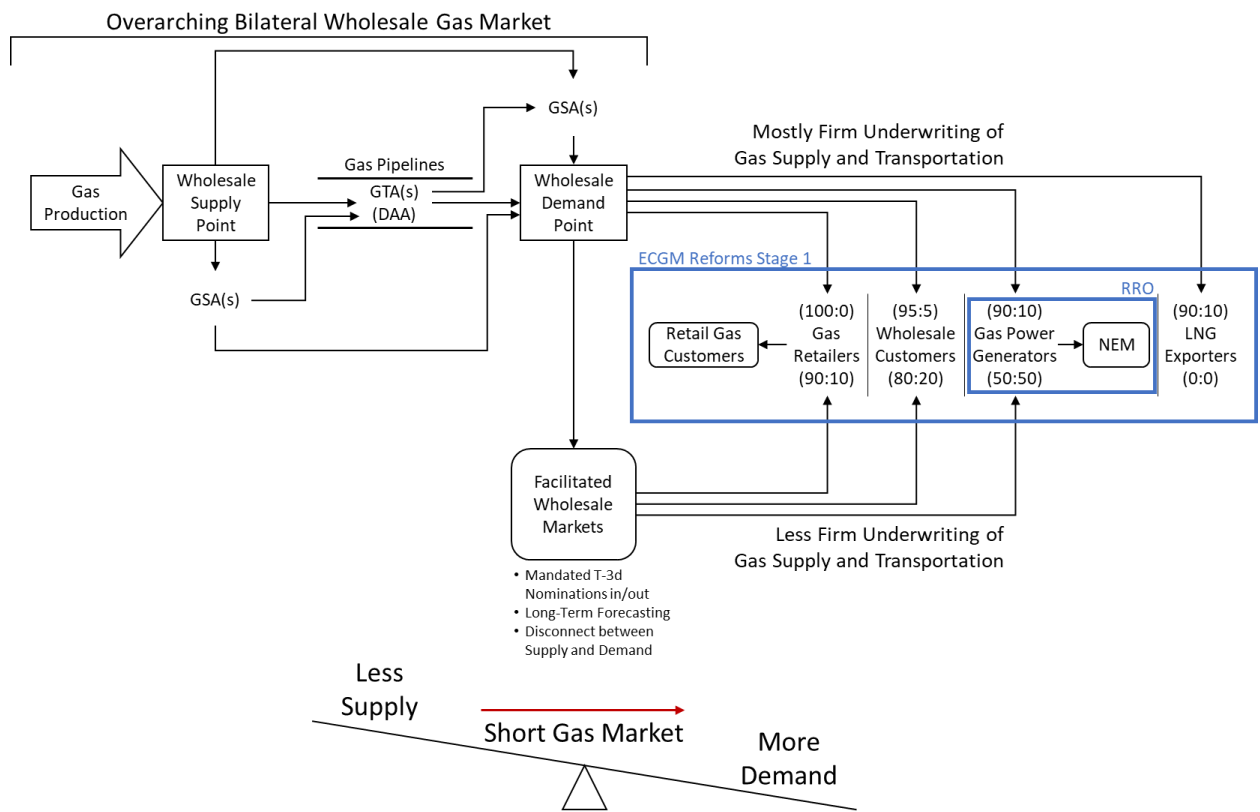 Overarching Bilateral Wholesale Gas Market
GSA(s)
Mostly Firm Underwriting of
Gas Supply and Transportation
Gas
Production
Wholesale
Supply
Point
Gas Pipelines
GTA(s)
(DAA)
Wholesale
Demand
Point
GSA(s)
ECGM Reforms Stage 1
RRO
Retail Gas
Customers
(100:0)
Gas
Retailers
(90:10)
(95:5)
Wholesale
Customers
(80:20)
(90:10)
Gas Power
Generators
(50:50)
NEM
(90:10)
LNG
Exporters
(0:0)
Facilitated
Wholesale
Markets
Less Firm Underwriting of
Gas Supply and Transportation
• Mandated T-3d
Nominations in/out
• Long-Term Forecasting
• Disconnect between
Supply and Demand
Less
Supply
Short Gas Market
More
Demand